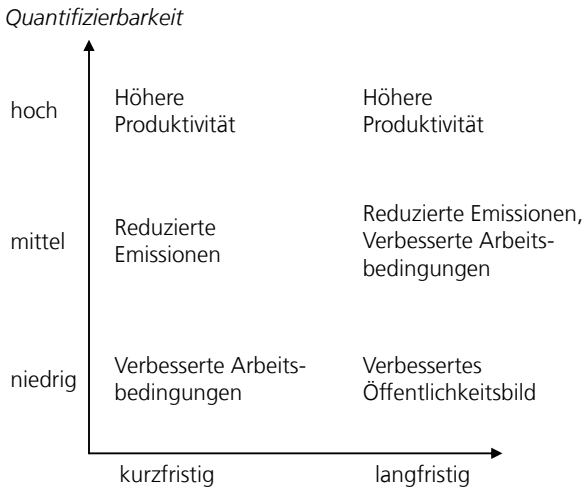 Quantifizierbarkeit
hoch
Höhere
Produktivität
Höhere
Produktivität
mittel
Reduzierte
Emissionen
Reduzierte Emissionen,
Verbesserte Arbeits-
bedingungen
niedrig
Verbesserte Arbeits-
bedingungen
Verbessertes
Öffentlichkeitsbild
kurzfristig
langfristig